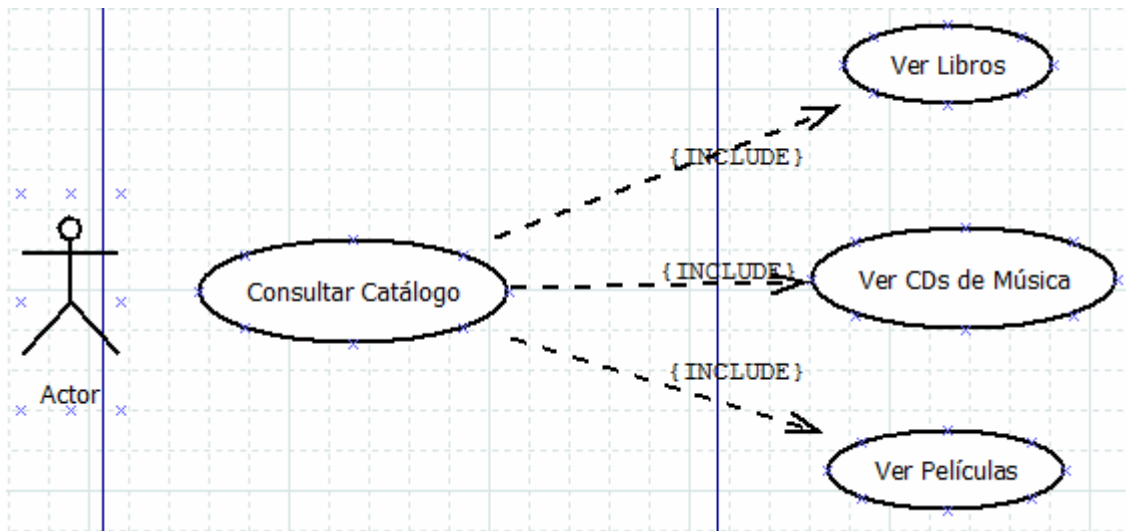 Ver Libros
{INCLUDE}
Consultar Catálogo
{INCLUDE}
Ver CDs de Música
{INCLUDE}
Actor
Ver Películas